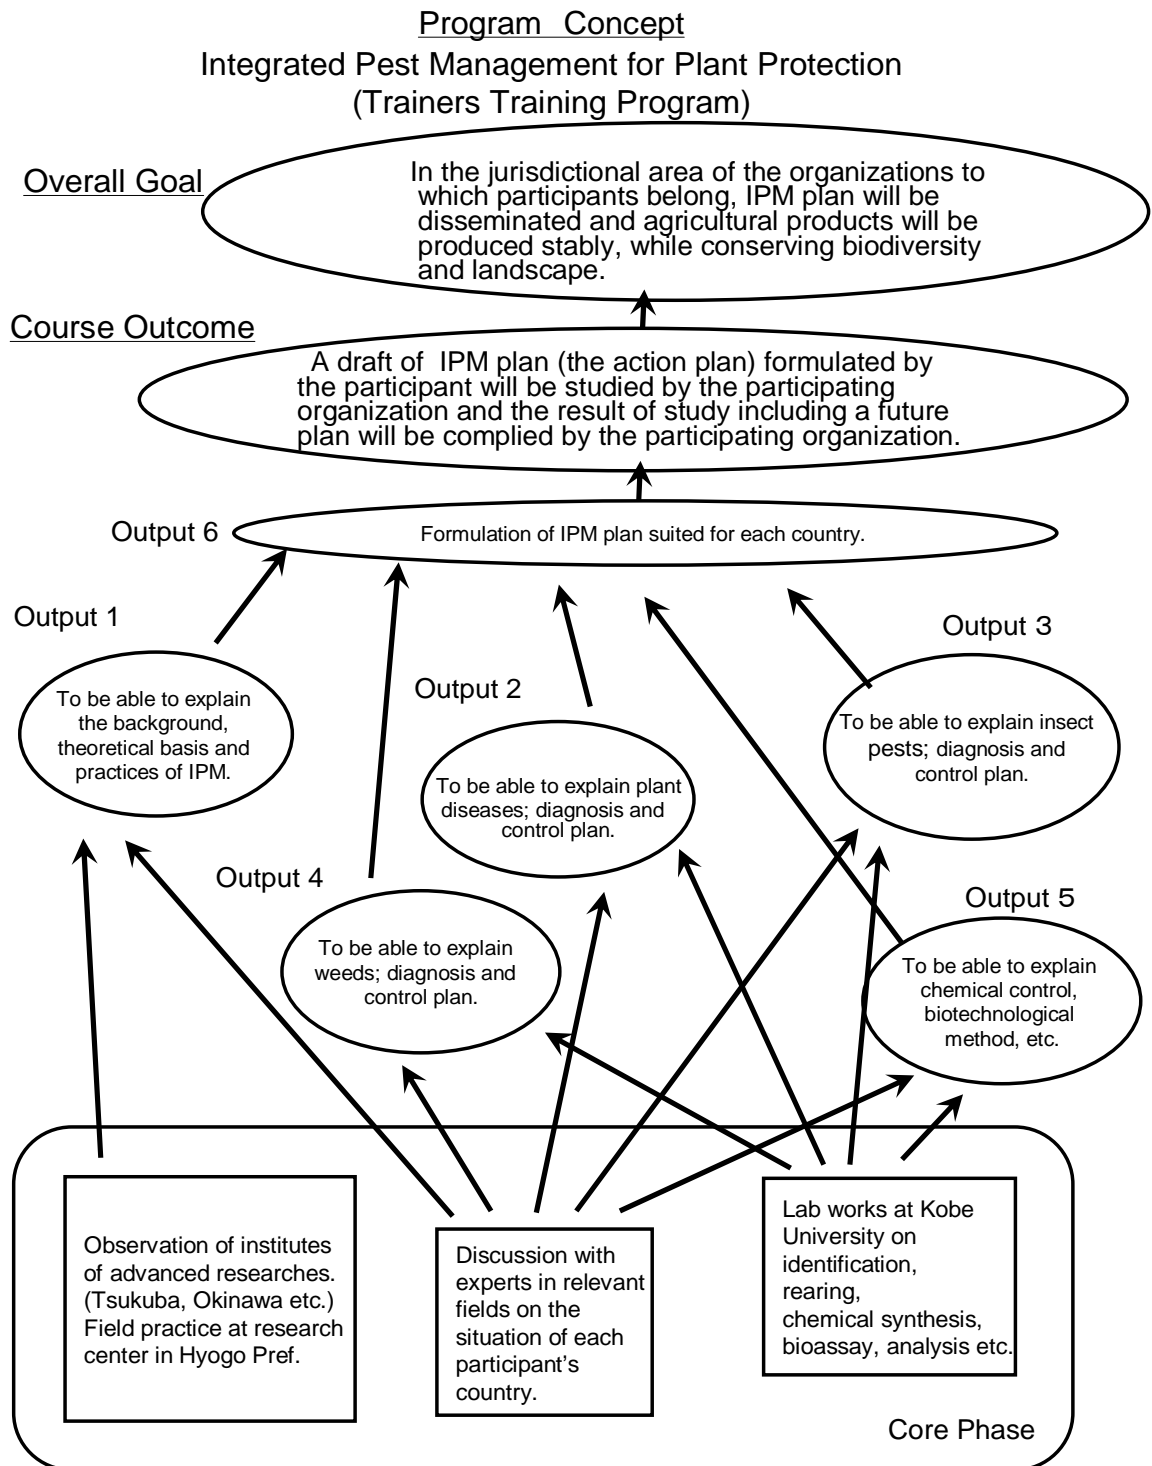 Program Concept
Integrated Pest Management for Plant Protection
(Trainers Training Program)
Overall Goal
In the jurisdictional area of the organizations to
which participants belong, IPM plan will be
disseminated and agricultural products will be
produced stably, while conserving biodiversity
and landscape.
Course Outcome
A draft of IPM plan (the action plan) formulated by
the participant will be studied by the participating
organization and the result of study including a future
plan will be complied by the participating organization.
Output 6
Formulation of IPM plan suited for each country.
Output 1
To be able to explain
the background,
theoretical basis and
practices of IPM.
Output 2
To be able to explain plant
diseases; diagnosis and
control plan.
Output 3
To be able to explain insect
pests; diagnosis and
control plan.
Output 4
To be able to explain
weeds; diagnosis and
control plan.
Output 5
To be able to explain
chemical control,
biotechnological
method, etc.
Observation of institutes
of advanced researches.
(Tsukuba, Okinawa etc.)
Field practice at research
center in Hyogo Pref.
Discussion with
experts in relevant
fields on the
situation of each
participant's
country.
Lab works at Kobe
University on
identification,
rearing,
chemical synthesis,
bioassay, analysis etc.
Core Phase